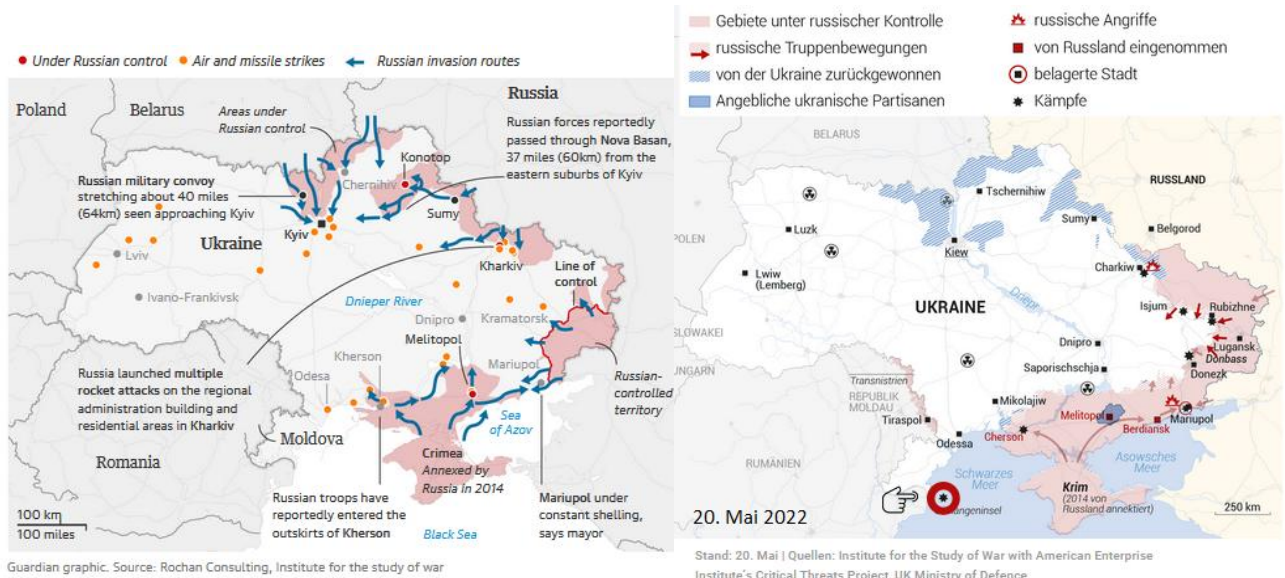 Under Russian control
Air and missile strikes
Russian invasion routes
Poland
Belarus
Russia
Areas under
Russian control
Russian forces reportedly
passed through Nova Basan,
37 miles (60km) from the
eastern suburbs of Kyiv
Konotop
Chernihiv
Russian military convoy
stretching about 40 miles
(64km) seen approaching Kyiv
Sumy
Kyiv
Ukraine
Lviv
Kharkiv
Line of
control
Ivano-Frankivsk
Dnieper River
Dnipro
Kramatorsk
Melitopol
Kherson
Mariupol
Odesa
Russia launched multiple
rocket attacks on the regional
administration building and
residential areas in Kharkiv
Russian-
controlled
territory
Sea
of Azov
Moldova
Crimea
Annexed by
Russia in 2014
Romania
Russian troops have
reportedly entered the
outskirts of Kherson
Mariupol under
constant shelling,
says mayor
Black Sea
100 km
100 miles
Guardian graphic. Source: Rochan Consulting, Institute for the study of war
Gebiete unter russischer Kontrolle
russische Truppenbewegungen
von der Ukraine zurückgewonnen
Angebliche ukranische Partisanen
russische Angriffe
von Russland eingenommen
belagerte Stadt
Kämpfe
BELARUS
RUSSLAND
Tschernihiw
Sumy
Belgorod
POLEN
Luzk
Kiew
Charkiw
Lwiw
(Lemberg)
UKRAINE
Dnepr
Isjum
Rubizhne
SLOWAKEI
Dnipro
Lugansk
Donbass
UNGARN
Saporischschja
Donezk
Transnistrien
REPUBLIK
MOLDAU
Mikolajiw
Melitopol
Mariupol
Tiraspol
Berdiansk
Odessa
Cherson
Asowsches
Meer
RUMÄNIEN
Schwarzes
Meer
Krim
(2014 von
Russland annektiert)
angeninsel
20. Mai 2022
250 km
Stand: 20. Mai | Quellen: Institute for the Study of War with American Enterprise
Institute's Critical Threats Project, UK Ministry of Defence